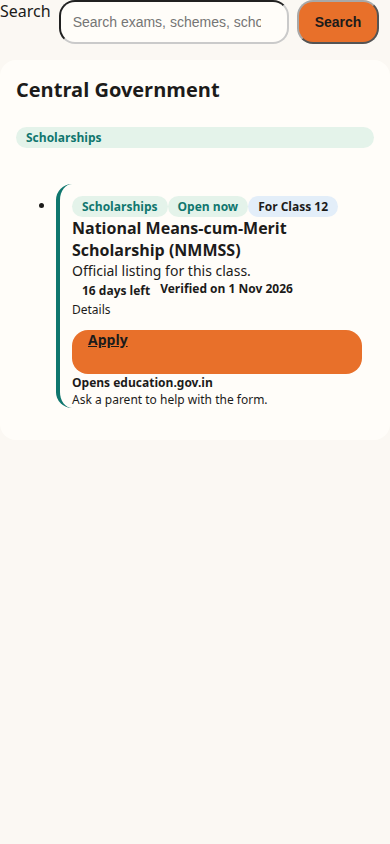 Search
Search exams, schemes, schc
Search
Central Government
Scholarships
Scholarships Open now For Class 12
National Means-cum-Merit
Scholarship (NMMSS)
Official listing for this class.
16 days left Verified on 1 Nov 2026
Details
Apply
Opens education.gov.in
Ask a parent to help with the form.